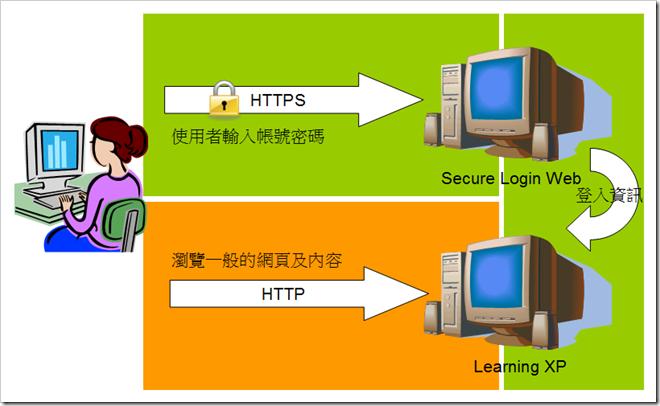 HTTPS
使用者輸入帳號密碼
Secure Login Web
登入資訊
瀏覽一般的網頁及內容
HTTP
Learning XP